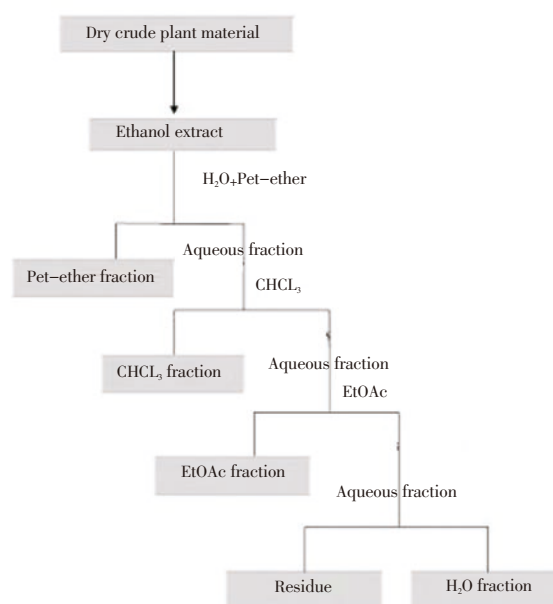 Dry crude plant material
Ethanol extract
H₂O+Pet−ether
Aqueous fraction
Pet−ether fraction
CHCL₃
Aqueous fraction
CHCL₃ fraction
EtOAc
EtOAc fraction
Aqueous fraction
Residue
H₂O fraction